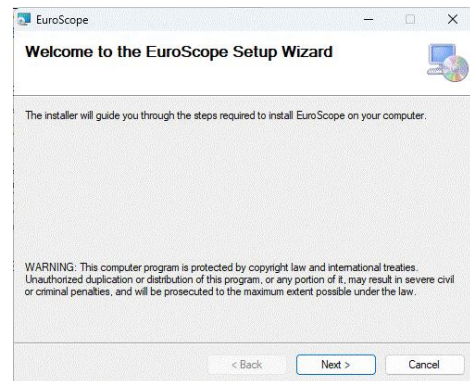 EuroScope
Welcome to the EuroScope Setup Wizard
The installer will guide you through the steps required to install EuroScope on your computer.
WARNING: This computer program is protected by copyright law and international treaties.
Unauthorized duplication or distribution of this program, or any portion of it, may result in severe civil
or criminal penalties, and will be prosecuted to the maximum extent possible under the law.
< Back
Next >
Cancel